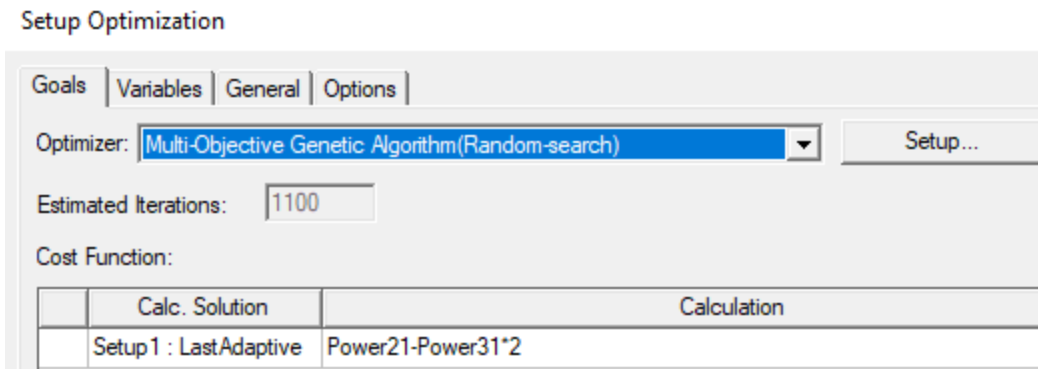 Setup Optimization
Goals Variables General Options
Optimizer: Multi-Objective Genetic Algorithm(Random-search) Setup...
Estimated Iterations: 1100
Cost Function:
Calc. Solution Calculation
Setup1 : LastAdaptive Power21-Power31*2